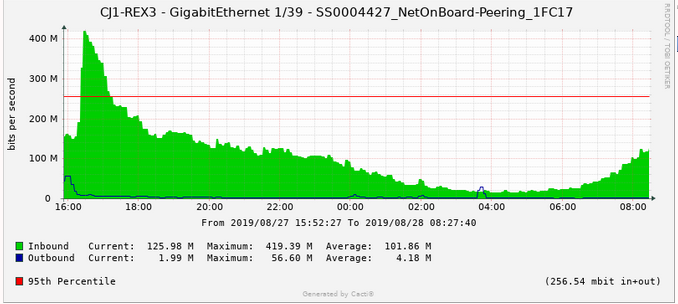 CJ1-REX3 - GigabitEthernet 1/39 - SS0004427_NetOnBoard-Peering_1FC17
RRDTOOL / TOBI OETIKER
bits per second
400 M
300 M
200 M
100 M
0
16:00 18:00 20:00 22:00 00:00 02:00 04:00 06:00 08:00
From 2019/08/27 15:52:27 To 2019/08/28 08:27:40
Inbound Current: 125.98 M Maximum: 419.39 M Average: 101.86 M
Outbound Current: 1.99 M Maximum: 56.60 M Average: 4.18 M
95th Percentile (256.54 mbit in+out)
Generated by Cacti®